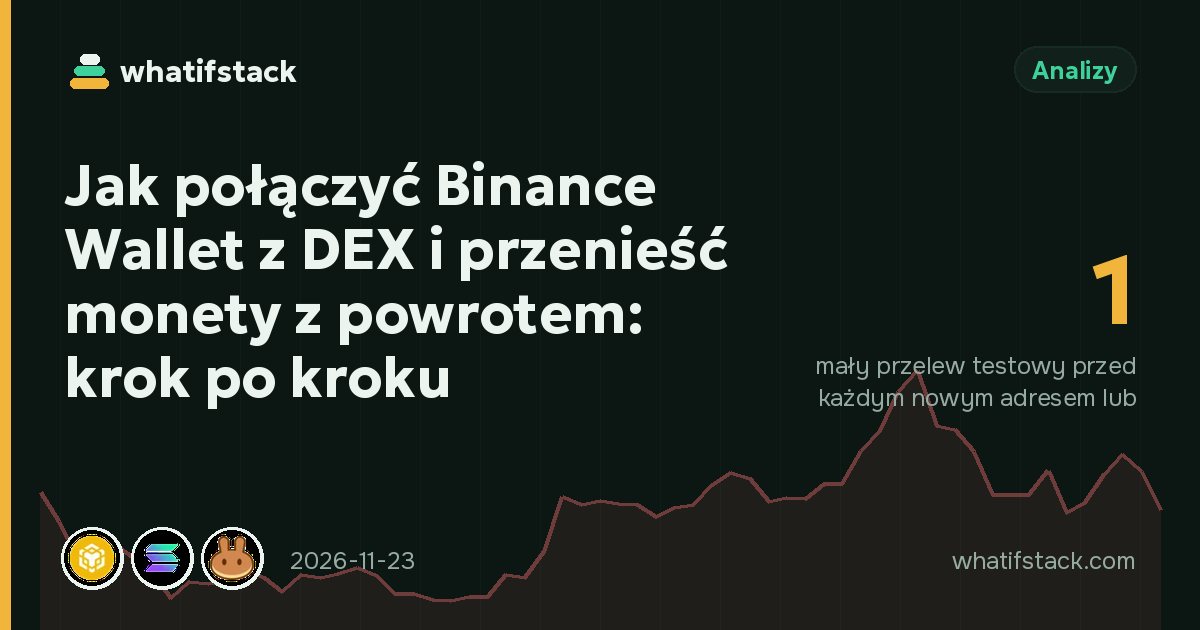 whatifstack
Analizy
Jak połączyć Binance
Wallet z DEX i przenieść
monety z powrotem:
krok po kroku
1
mały przelew testowy przed
każdym nowym adresem lub
2026-11-23
whatifstack.com